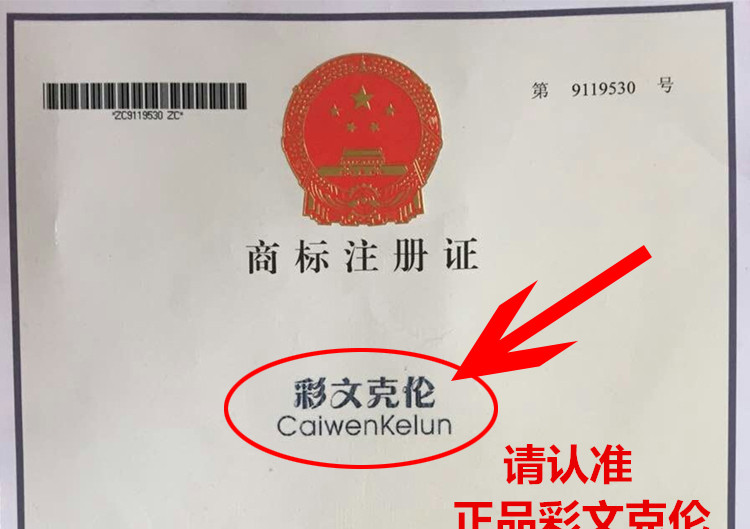 第 9119530 号
*ZC9119530 ZC*
商标注册证
彩文克伦
CaiwenKelun
请认准
正品彩文克伦